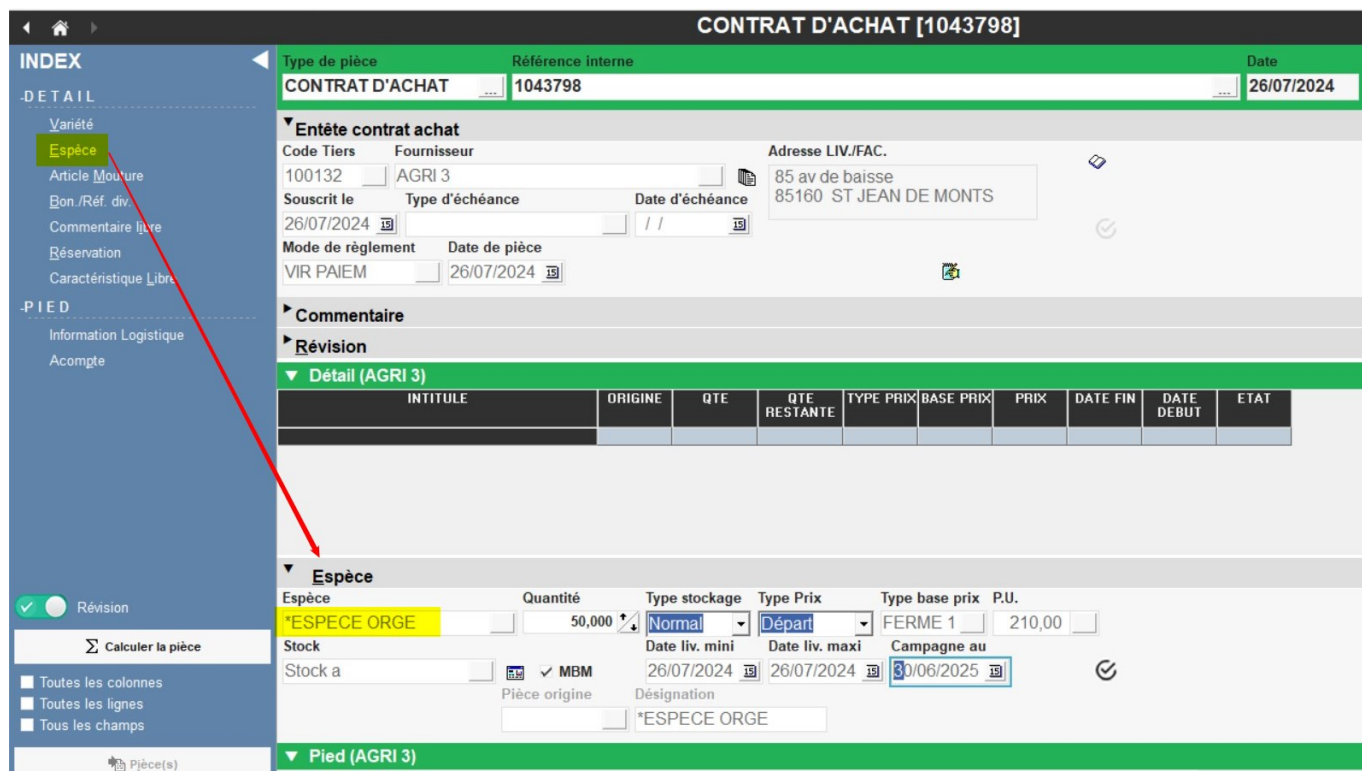 CONTRAT D'ACHAT [1043798]
INDEX
-DETAIL
Variété
Espèce
Article Mouture
Bon./Réf. div.
Commentaire libre
Réservation
Caractéristique Libre
-PIED
Information Logistique
Acompte
Révision
Σ Calculer la pièce
Toutes les colonnes
Toutes les lignes
Tous les champs
Pièce(s)
Type de pièce Référence interne Date
CONTRAT D'ACHAT ... 1043798 ... 26/07/2024
Entête contrat achat
Code Tiers Fournisseur Adresse LIV./FAC.
100132 AGRI 3 85 av de baisse
85160 ST JEAN DE MONTS
Souscrit le Type d'échéance Date d'échéance
26/07/2024 15 / / 15
Mode de règlement Date de pièce
VIR PAIEM 26/07/2024 15
Commentaire
Révision
Détail (AGRI 3)
INTITULE ORIGINE QTE QTE RESTANTE TYPE PRIX BASE PRIX PRIX DATE FIN DATE DEBUT ETAT
Espèce
Espèce Quantité Type stockage Type Prix Type base prix P.U.
*ESPECE ORGE 50,000 Normal Départ FERME 1 210,00
Stock Date liv. mini Date liv. maxi Campagne au
Stock a MBM 26/07/2024 15 26/07/2024 15 30/06/2025 15
Pièce origine Désignation
*ESPECE ORGE
Pied (AGRI 3)